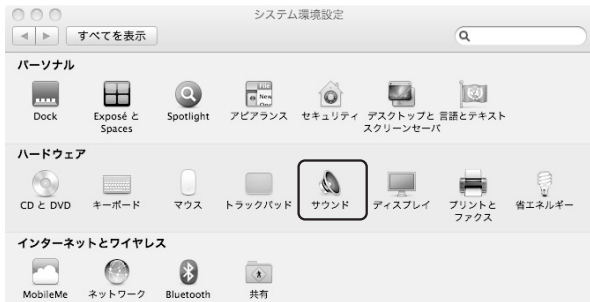 システム環境設定
すべてを表示
パーソナル
Dock
Exposé と
Spaces
Spotlight
アピアランス
セキュリティ
デスクトップと
スクリーンセーバ
言語とテキスト
ハードウェア
CD と DVD
キーボード
マウス
トラックパッド
サウンド
ディスプレイ
プリントと
ファクス
省エネルギー
インターネットとワイヤレス
MobileMe
ネットワーク
Bluetooth
共有